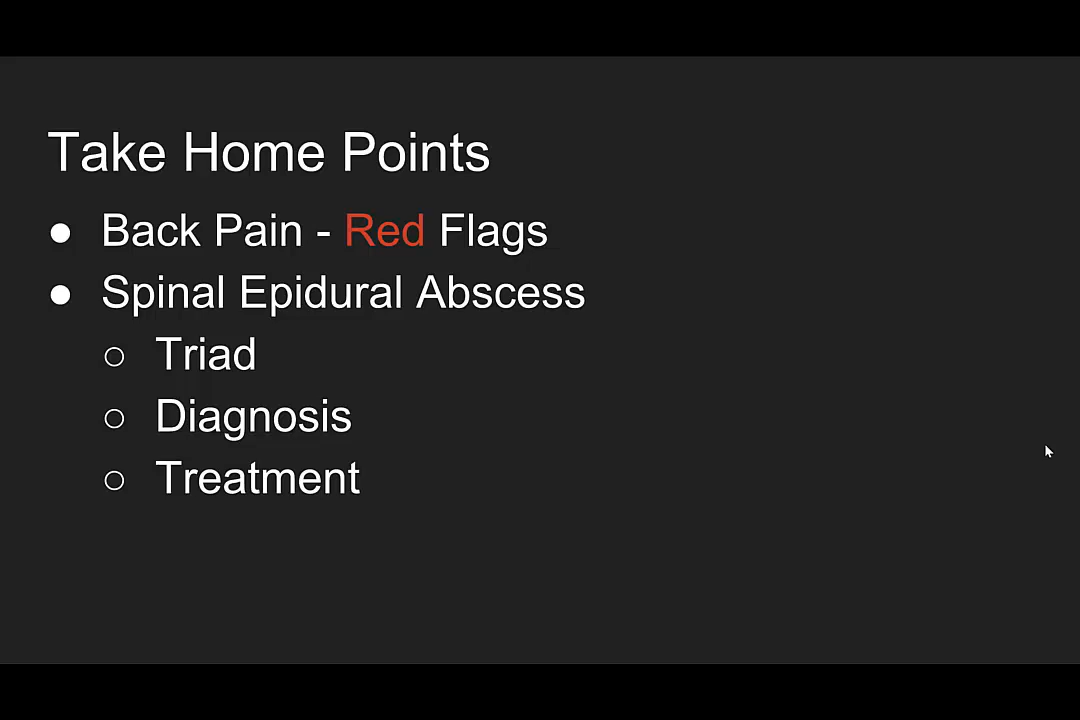 Take Home Points
● Back Pain - Red Flags
● Spinal Epidural Abscess
○ Triad
○ Diagnosis
○ Treatment